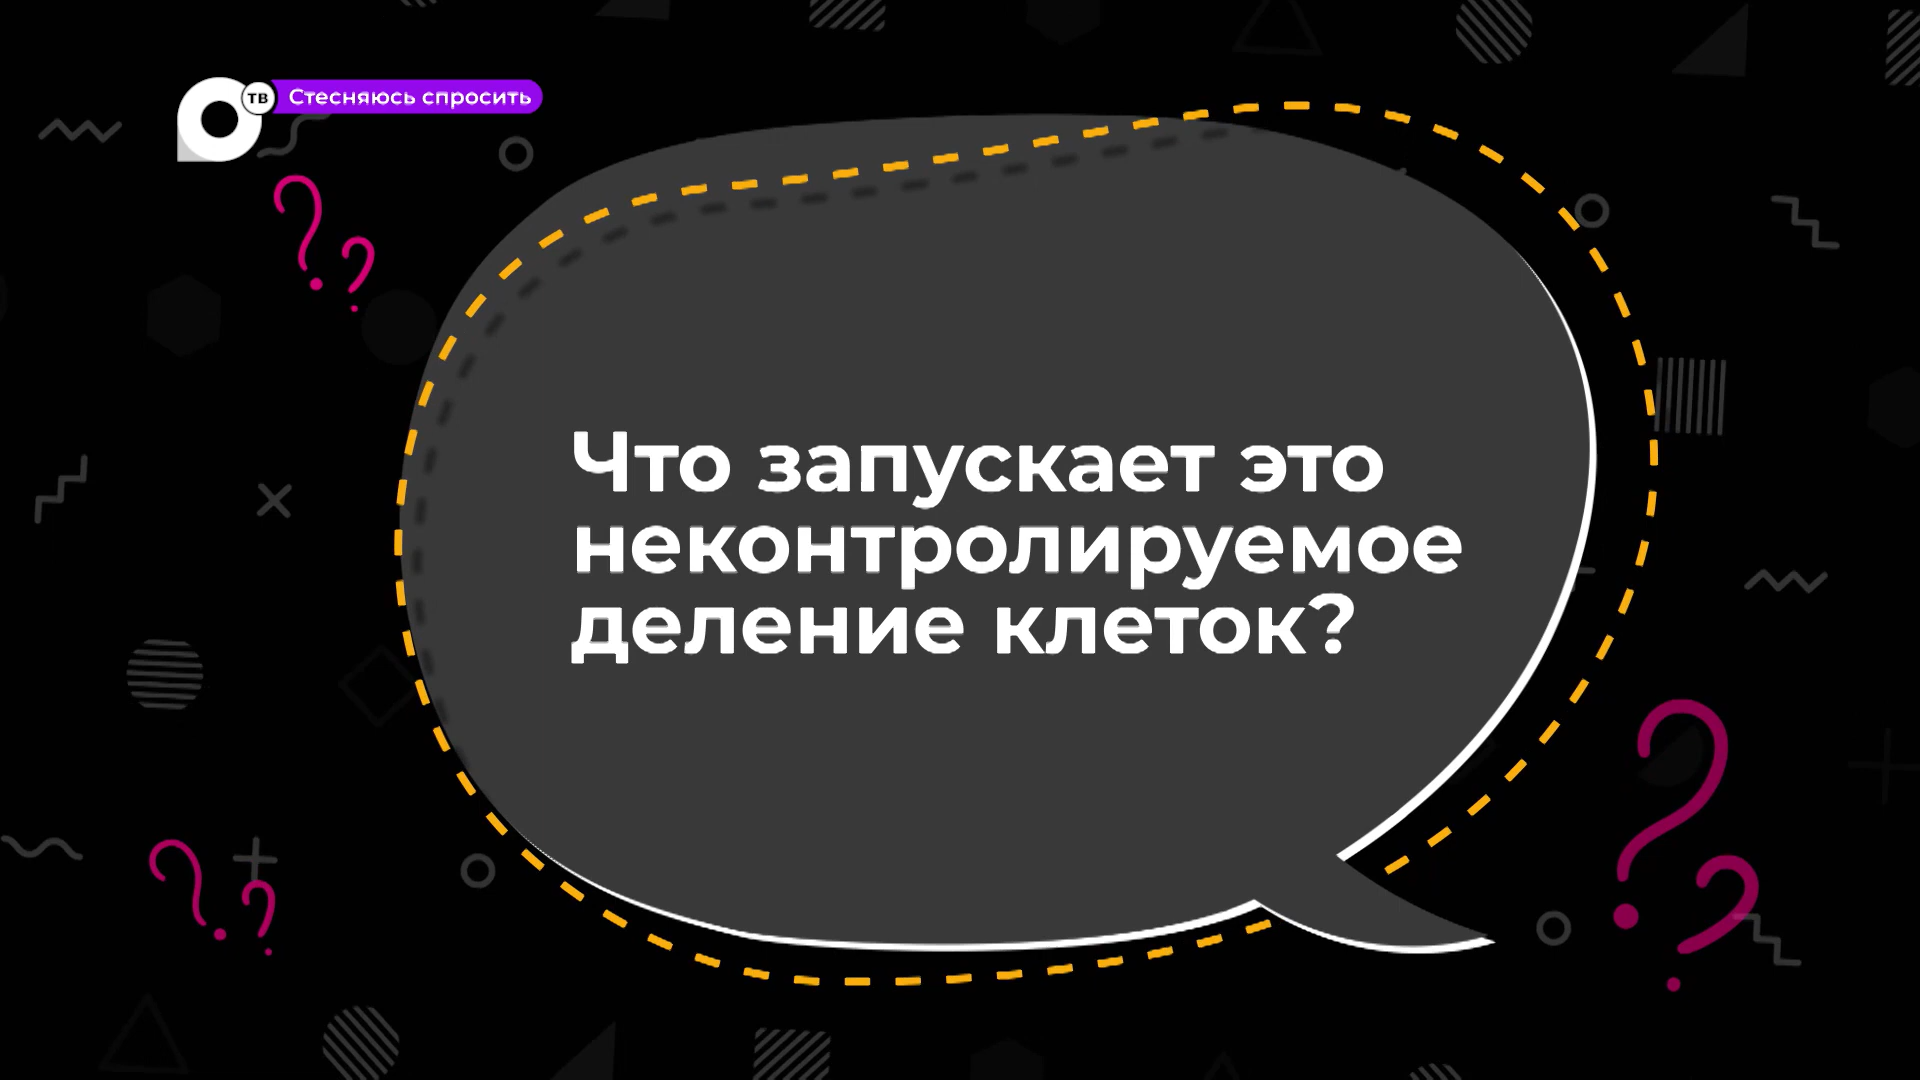 ТВ Стесняюсь спросить
Что запускает это
неконтролируемое
деление клеток?